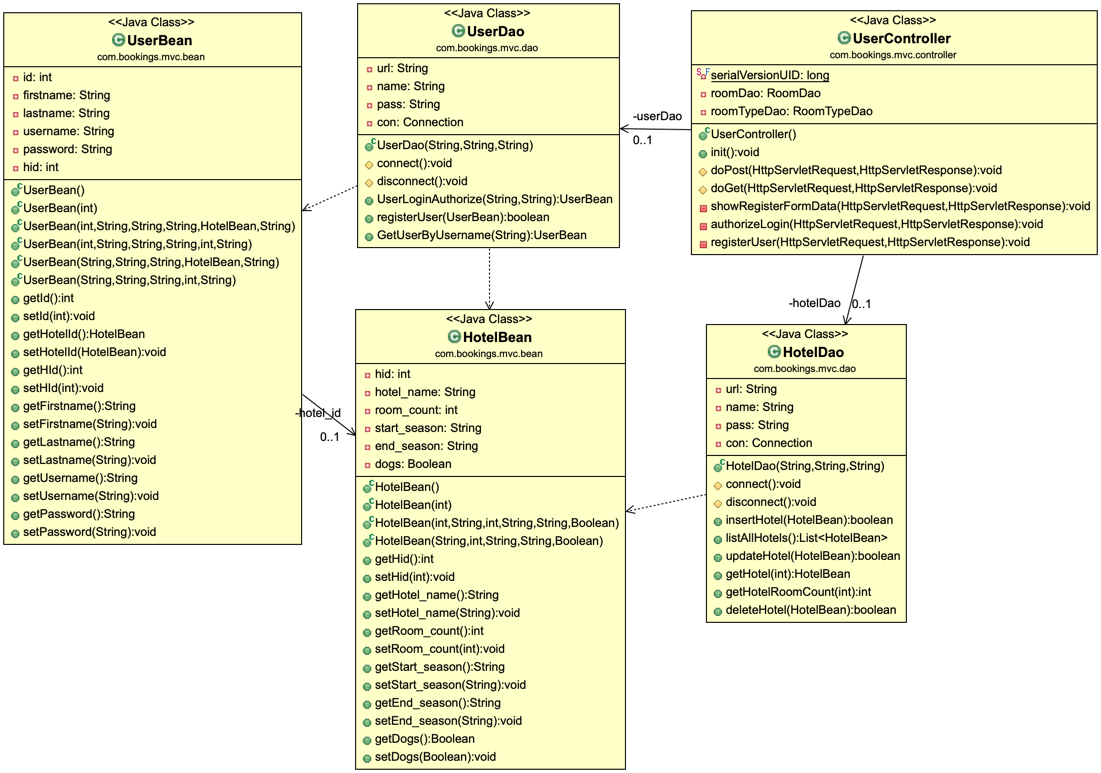 <<Java Class>>
UserBean
com.bookings.mvc.bean
id: int
firstname: String
lastname: String
username: String
password: String
hid: int
UserBean()
UserBean(int)
UserBean(int,String,String,String,HotelBean,String)
UserBean(int,String,String,String,int,String)
UserBean(String,String,String,HotelBean,String)
UserBean(String,String,String,int,String)
getId():int
setId(int):void
getHotelId():HotelBean
setHotelId(HotelBean):void
getHId():int
setHId(int):void
getFirstname():String
setFirstname(String):void
getLastname():String
setLastname(String):void
getUsername():String
setUsername(String):void
getPassword():String
setPassword(String):void
<<Java Class>>
UserDao
com.bookings.mvc.dao
url: String
name: String
pass: String
con: Connection
UserDao(String,String,String)
connect():void
disconnect():void
UserLoginAuthorize(String,String):UserBean
registerUser(UserBean):boolean
GetUserByUsername(String):UserBean
-userDao
0..1
<<Java Class>>
UserController
com.bookings.mvc.controller
serialVersionUID: long
roomDao: RoomDao
roomTypeDao: RoomTypeDao
UserController()
init():void
doPost(HttpServletRequest,HttpServletResponse):void
doGet(HttpServletRequest,HttpServletResponse):void
showRegisterFormData(HttpServletRequest,HttpServletResponse):void
authorizeLogin(HttpServletRequest,HttpServletResponse):void
registerUser(HttpServletRequest,HttpServletResponse):void
-hotelDao
0..1
-hotel_id
0..1
<<Java Class>>
HotelBean
com.bookings.mvc.bean
hid: int
hotel_name: String
room_count: int
start_season: String
end_season: String
dogs: Boolean
HotelBean()
HotelBean(int)
HotelBean(int,String,int,String,String,Boolean)
HotelBean(String,int,String,String,Boolean)
getHid():int
setHid(int):void
getHotel_name():String
setHotel_name(String):void
getRoom_count():int
setRoom_count(int):void
getStart_season():String
setStart_season(String):void
getEnd_season():String
setEnd_season(String):void
getDogs():Boolean
setDogs(Boolean):void
<<Java Class>>
HotelDao
com.bookings.mvc.dao
url: String
name: String
pass: String
con: Connection
HotelDao(String,String,String)
connect():void
disconnect():void
insertHotel(HotelBean):boolean
listAllHotels():List<HotelBean>
updateHotel(HotelBean):boolean
getHotel(int):HotelBean
getHotelRoomCount(int):int
deleteHotel(HotelBean):boolean